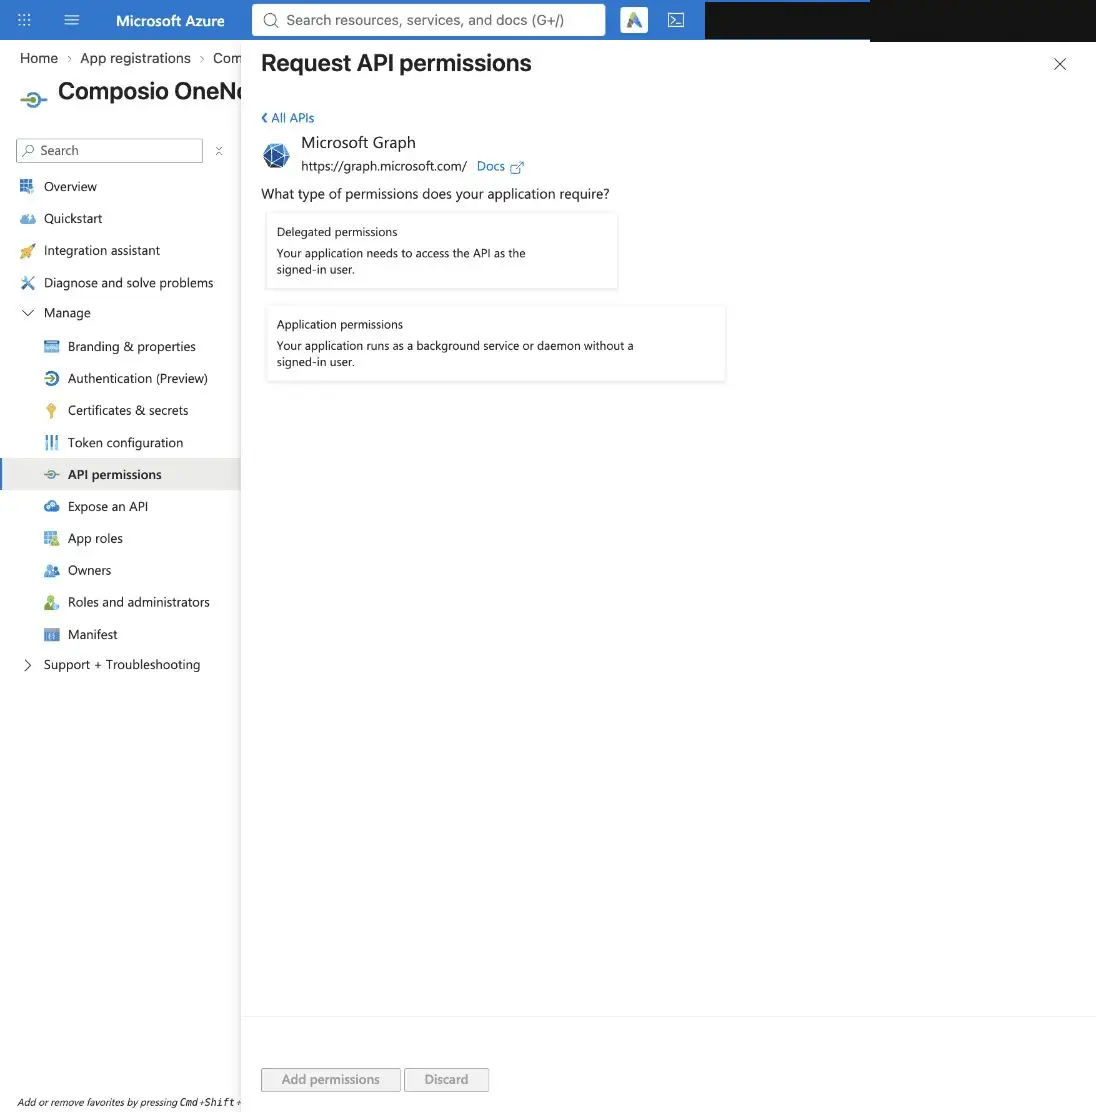 Microsoft Azure
Search resources, services, and docs (G+/)
Home > App registrations > Com
Composio OneNo
Search
Overview
Quickstart
Integration assistant
Diagnose and solve problems
Manage
Branding & properties
Authentication (Preview)
Certificates & secrets
Token configuration
API permissions
Expose an API
App roles
Owners
Roles and administrators
Manifest
Support + Troubleshooting
Add or remove favorites by pressing Cmd+Shift+
Request API permissions
All APIs
Microsoft Graph
https://graph.microsoft.com/ Docs
What type of permissions does your application require?
Delegated permissions
Your application needs to access the API as the
signed-in user.
Application permissions
Your application runs as a background service or daemon without a
signed-in user.
Add permissions
Discard